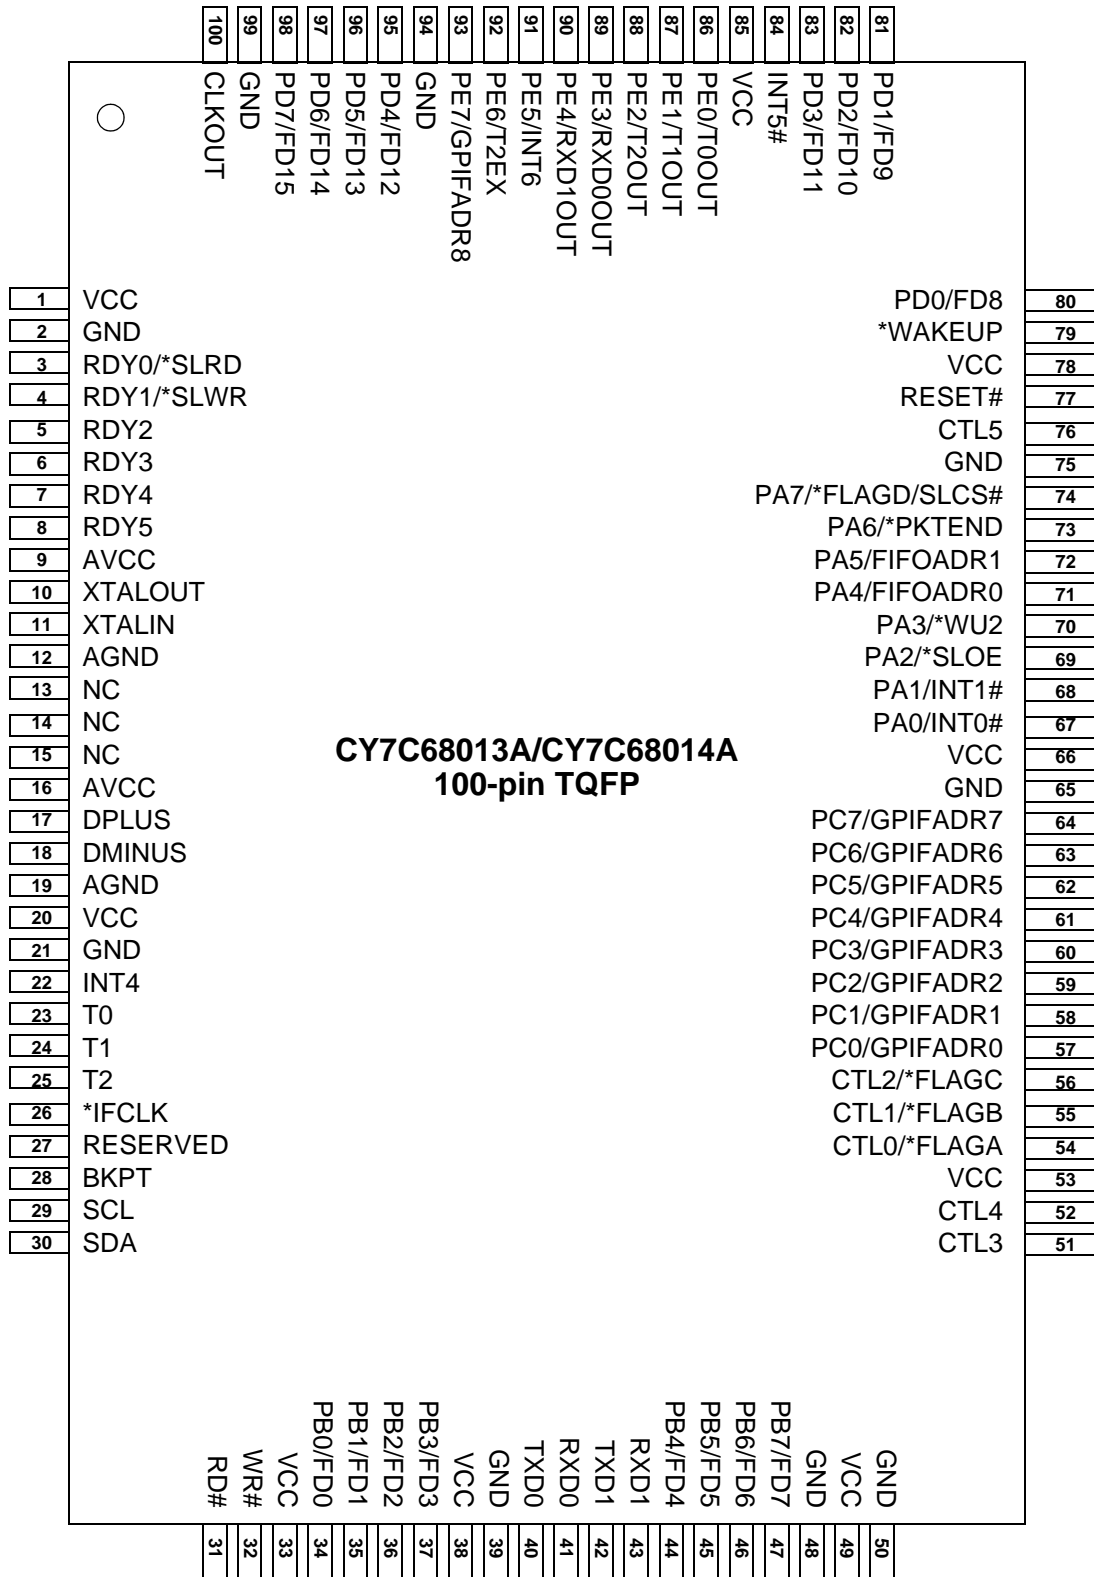 100 99 98 97 96 95 94 93 92 91 90 89 88 87 86 85 84 83 82 81
CLKOUT
GND
PD7/FD15
PD6/FD14
PD5/FD13
PD4/FD12
GND
PE7/GPIFADR8
PE6/T2EX
PE5/INT6
PE4/RXD1OUT
PE3/RXD0OUT
PE2/T2OUT
PE1/T1OUT
PE0/T0OUT
VCC
INT5#
PD3/FD11
PD2/FD10
PD1/FD9
1 VCC PD0/FD8 80
2 GND *WAKEUP 79
3 RDY0/*SLRD VCC 78
4 RDY1/*SLWR RESET# 77
5 RDY2 CTL5 76
6 RDY3 GND 75
7 RDY4 PA7/*FLAGD/SLCS# 74
8 RDY5 PA6/*PKTEND 73
9 AVCC PA5/FIFOADR1 72
10 XTALOUT PA4/FIFOADR0 71
11 XTALIN PA3/*WU2 70
12 AGND PA2/*SLOE 69
13 NC PA1/INT1# 68
14 NC PA0/INT0# 67
15 NC CY7C68013A/CY7C68014A VCC 66
16 AVCC 100-pin TQFP GND 65
17 DPLUS PC7/GPIFADR7 64
18 DMINUS PC6/GPIFADR6 63
19 AGND PC5/GPIFADR5 62
20 VCC PC4/GPIFADR4 61
21 GND PC3/GPIFADR3 60
22 INT4 PC2/GPIFADR2 59
23 T0 PC1/GPIFADR1 58
24 T1 PC0/GPIFADR0 57
25 T2 CTL2/*FLAGC 56
26 *IFCLK CTL1/*FLAGB 55
27 RESERVED CTL0/*FLAGA 54
28 BKPT VCC 53
29 SCL CTL4 52
30 SDA CTL3 51
RD#
WR#
VCC
PB0/FD0
PB1/FD1
PB2/FD2
PB3/FD3
VCC
GND
TXD0
RXD0
TXD1
RXD1
PB4/FD4
PB5/FD5
PB6/FD6
PB7/FD7
GND
VCC
GND
31 32 33 34 35 36 37 38 39 40 41 42 43 44 45 46 47 48 49 50